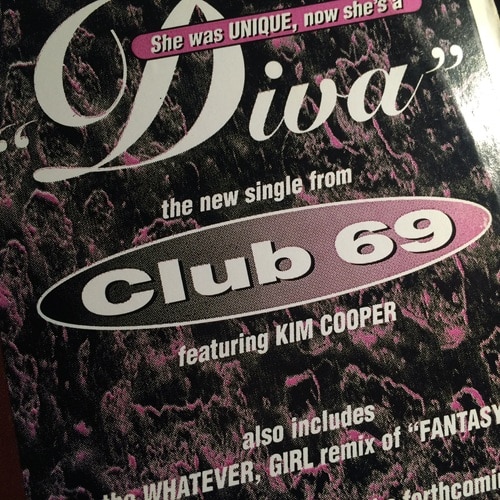 She was UNIQUE, now she's a
"Diva"
the new single from
Club 69
featuring KIM COOPER
also includes
the WHATEVER, GIRL remix of "FANTASY
forthcomi